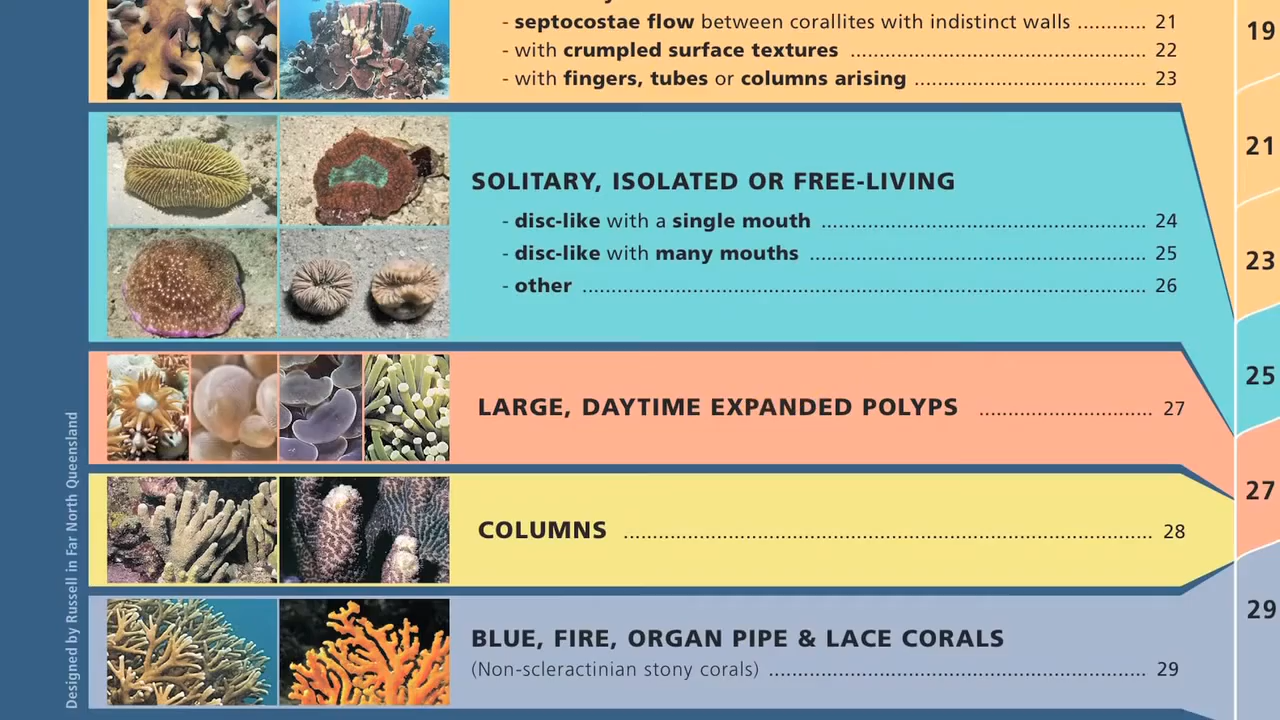 - septocostae flow between corallites with indistinct walls ............ 21
- with crumpled surface textures ................................................... 22
- with fingers, tubes or columns arising ........................................ 23
SOLITARY, ISOLATED OR FREE-LIVING
- disc-like with a single mouth ........................................................ 24
- disc-like with many mouths .......................................................... 25
- other ................................................................................................. 26
LARGE, DAYTIME EXPANDED POLYPS .............................. 27
COLUMNS ........................................................................................... 28
BLUE, FIRE, ORGAN PIPE & LACE CORALS
(Non-scleractinian stony corals) ................................................................. 29
19
21
23
25
27
29
Designed by Russell in Far North Queensland